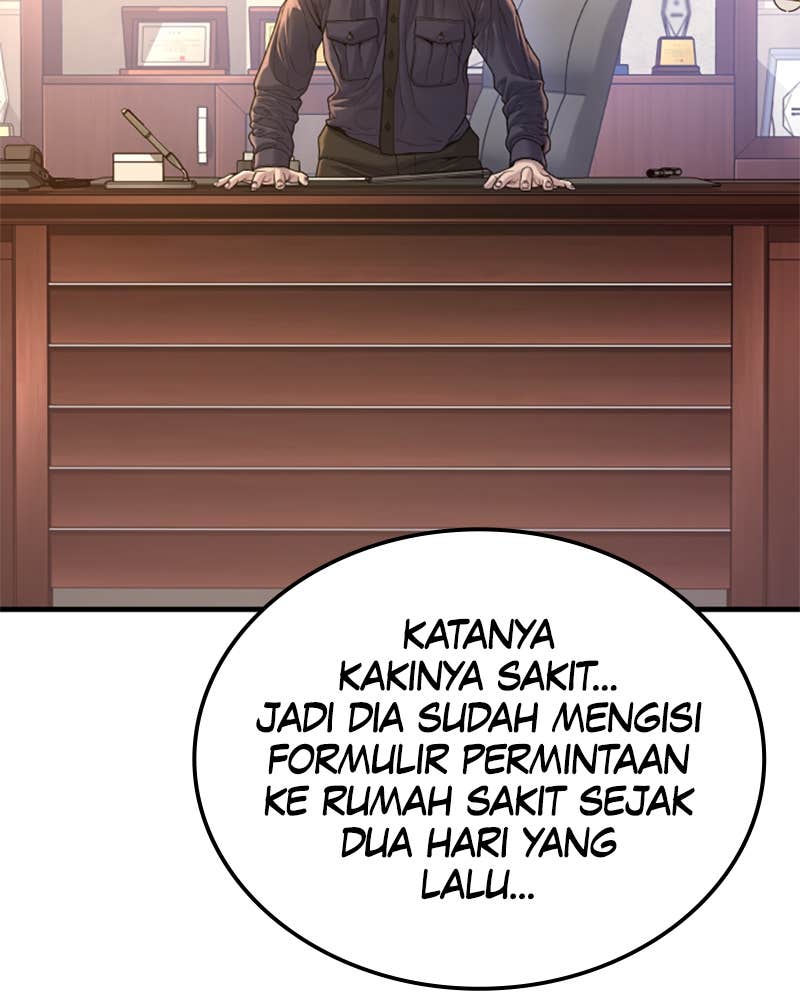 KATANYA
KAKINYA SAKIT...
JADI DIA SUDAH MENGISI
FORMULIR PERMINTAAN
KE RUMAH SAKIT SEJAK
DUA HARI YANG
LALU...